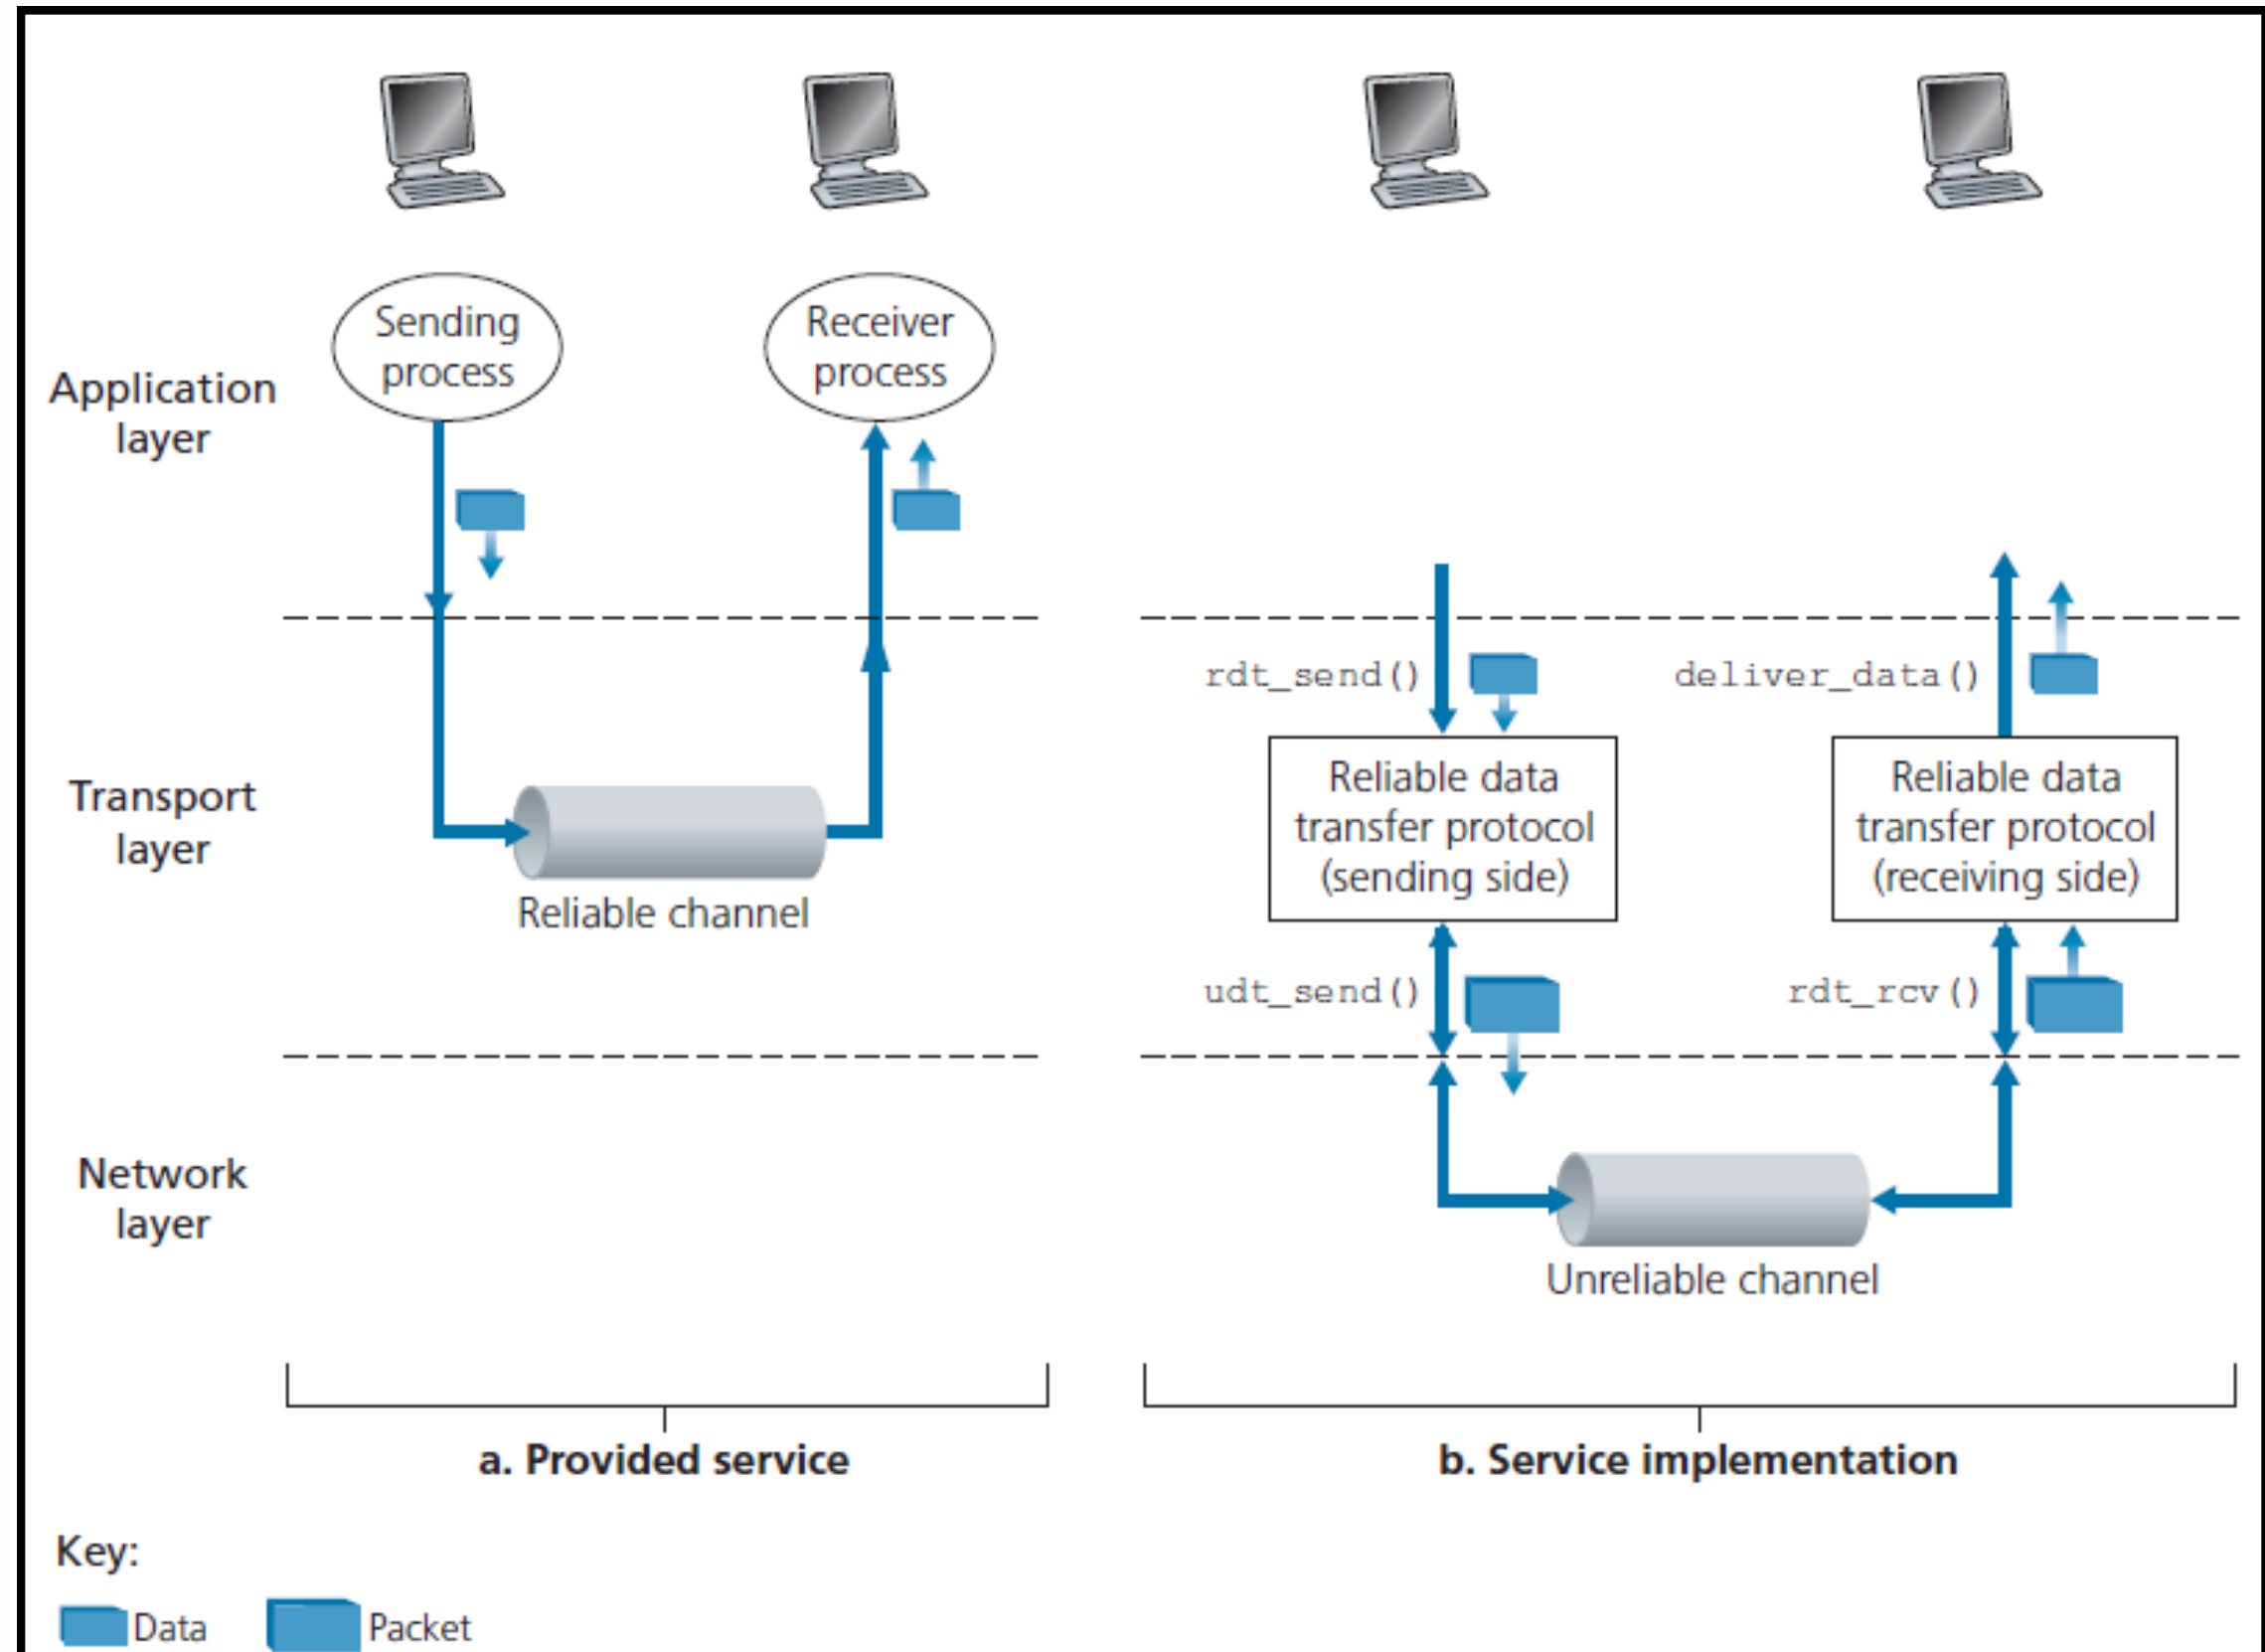 Sending
process
Receiver
process
Application
layer
rdt_send()
deliver_data()
Transport
layer
Reliable channel
Reliable data
transfer protocol
(sending side)
Reliable data
transfer protocol
(receiving side)
udt_send()
rdt_rcv()
Network
layer
Unreliable channel
a. Provided service
b. Service implementation
Key:
Data
Packet